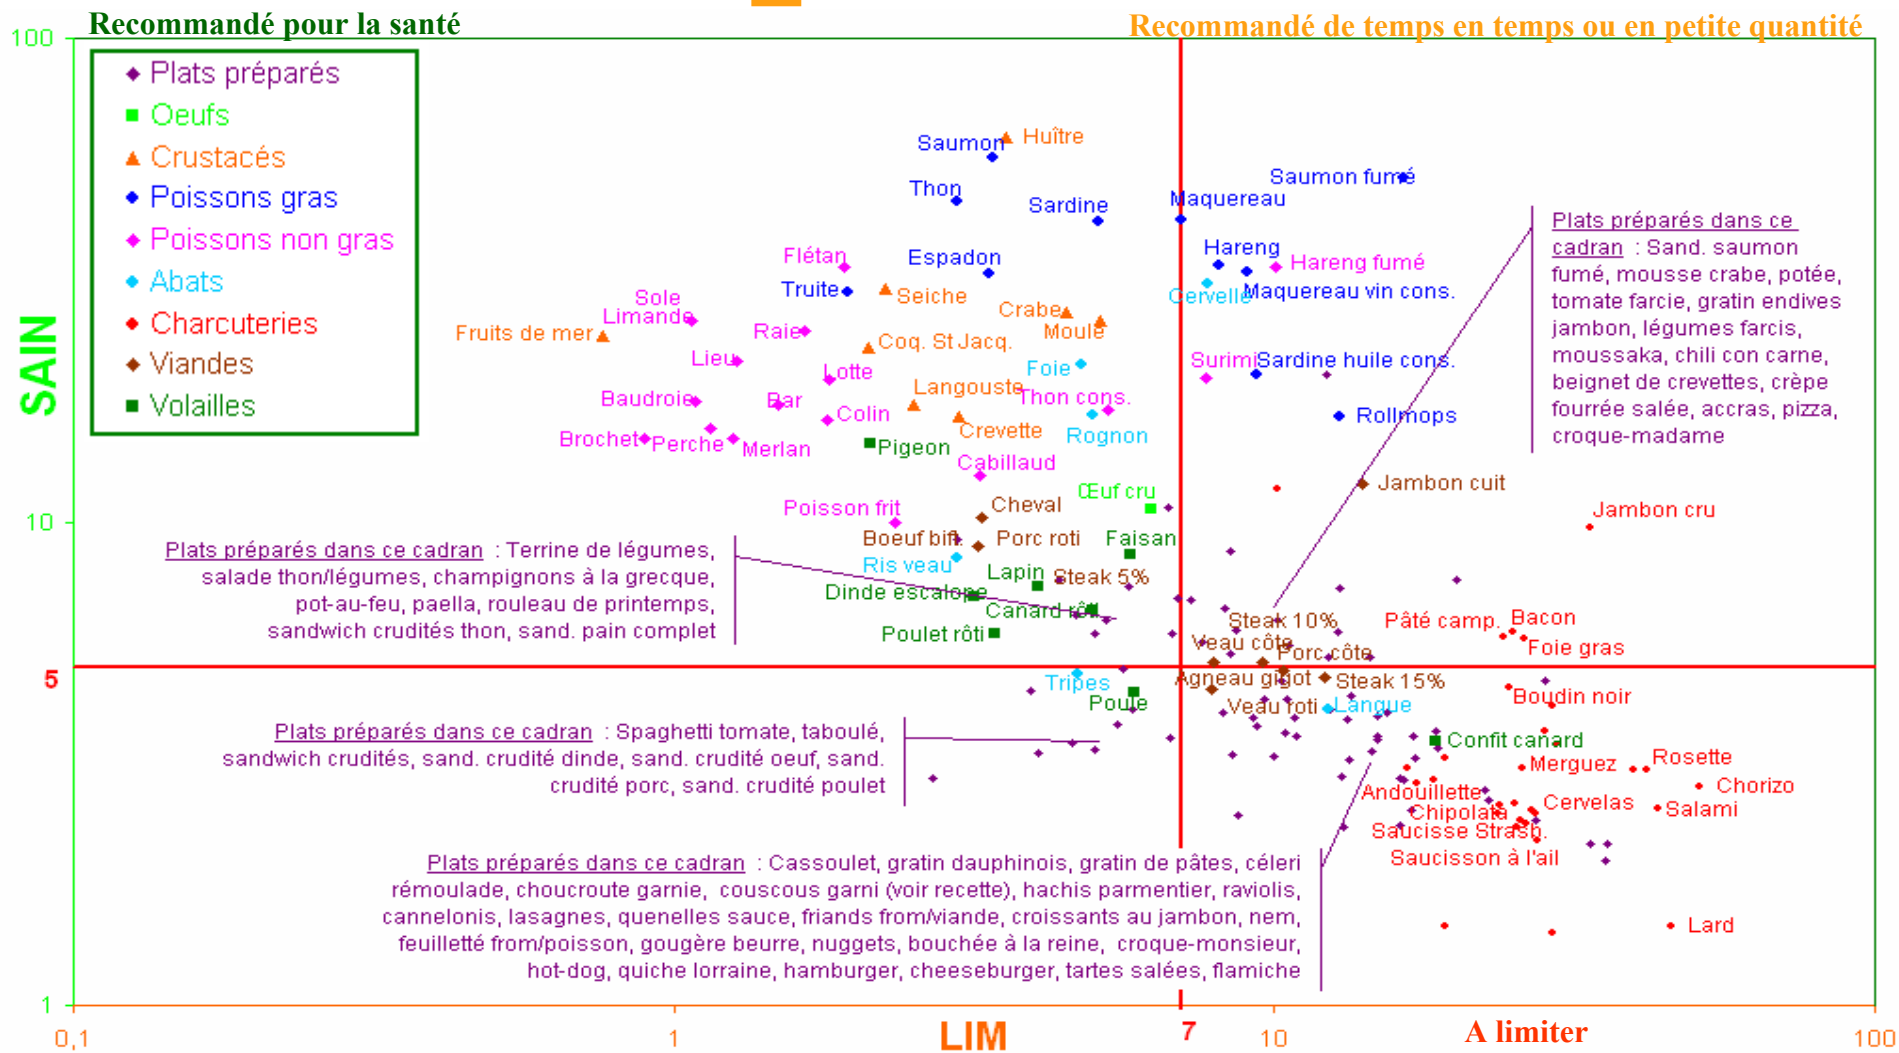 Recommandé pour la santé
Recommandé de temps en temps ou en petite quantité
100
Plats préparés
Oeufs
Crustacés
Poissons gras
Poissons non gras
Abats
Charcuteries
Viandes
Volailles
Saumon
Huître
Thon
Sardine
Saumon fumé
Maquereau
Flétan
Espadon
Hareng
Hareng fumé
Truite
Seiche
Cervelle
Maquereau vin cons.
Sole
Limande
Crabe
Moule
Fruits de mer
Raie
Coq. St Jacq.
Lieu
Lotte
Foie
Surimi
Sardine huile cons.
Langouste
Thon cons.
Baudroie
Bar
Colin
Rollmops
Brochet
Perche
Merlan
Crevette
Rognon
Pigeon
Cabillaud
Œuf cru
Jambon cuit
Poisson frit
Cheval
Jambon cru
10
Boeuf bift.
Porc roti
Faisan
Ris veau
Lapin
Steak 5%
Dinde escalope
Canard rôti
Poulet rôti
Steak 10%
Pâté camp.
Bacon
Veau côte
Porc côte
Foie gras
5
Tripes
Agneau gigot
Steak 15%
Poule
Veau roti
Langue
Boudin noir
Confit canard
Merguez
Rosette
Andouillette
Chorizo
Chipolata
Cervelas
Salami
Saucisse Strasb.
Saucisson à l'ail
Lard
Plats préparés dans ce
cadran : Sand. saumon
fumé, mousse crabe, potée,
tomate farcie, gratin endives
jambon, légumes farcis,
moussaka, chili con carne,
beignet de crevettes, crèpe
fourrée salée, accras, pizza,
croque-madame
Plats préparés dans ce cadran : Terrine de légumes,
salade thon/légumes, champignons à la grecque,
pot-au-feu, paella, rouleau de printemps,
sandwich crudités thon, sand. pain complet
Plats préparés dans ce cadran : Spaghetti tomate, taboulé,
sandwich crudités, sand. crudité dinde, sand. crudité oeuf, sand.
crudité porc, sand. crudité poulet
Plats préparés dans ce cadran : Cassoulet, gratin dauphinois, gratin de pâtes, céleri
rémoulade, choucroute garnie, couscous garni (voir recette), hachis parmentier, raviolis,
cannelonis, lasagnes, quenelles sauce, friands from/viande, croissants au jambon, nem,
feuilletté from/poisson, gougère beurre, nuggets, bouchée à la reine, croque-monsieur,
hot-dog, quiche lorraine, hamburger, cheeseburger, tartes salées, flamiche
SAIN
1
0,1
1
LIM
7
10
A limiter
100